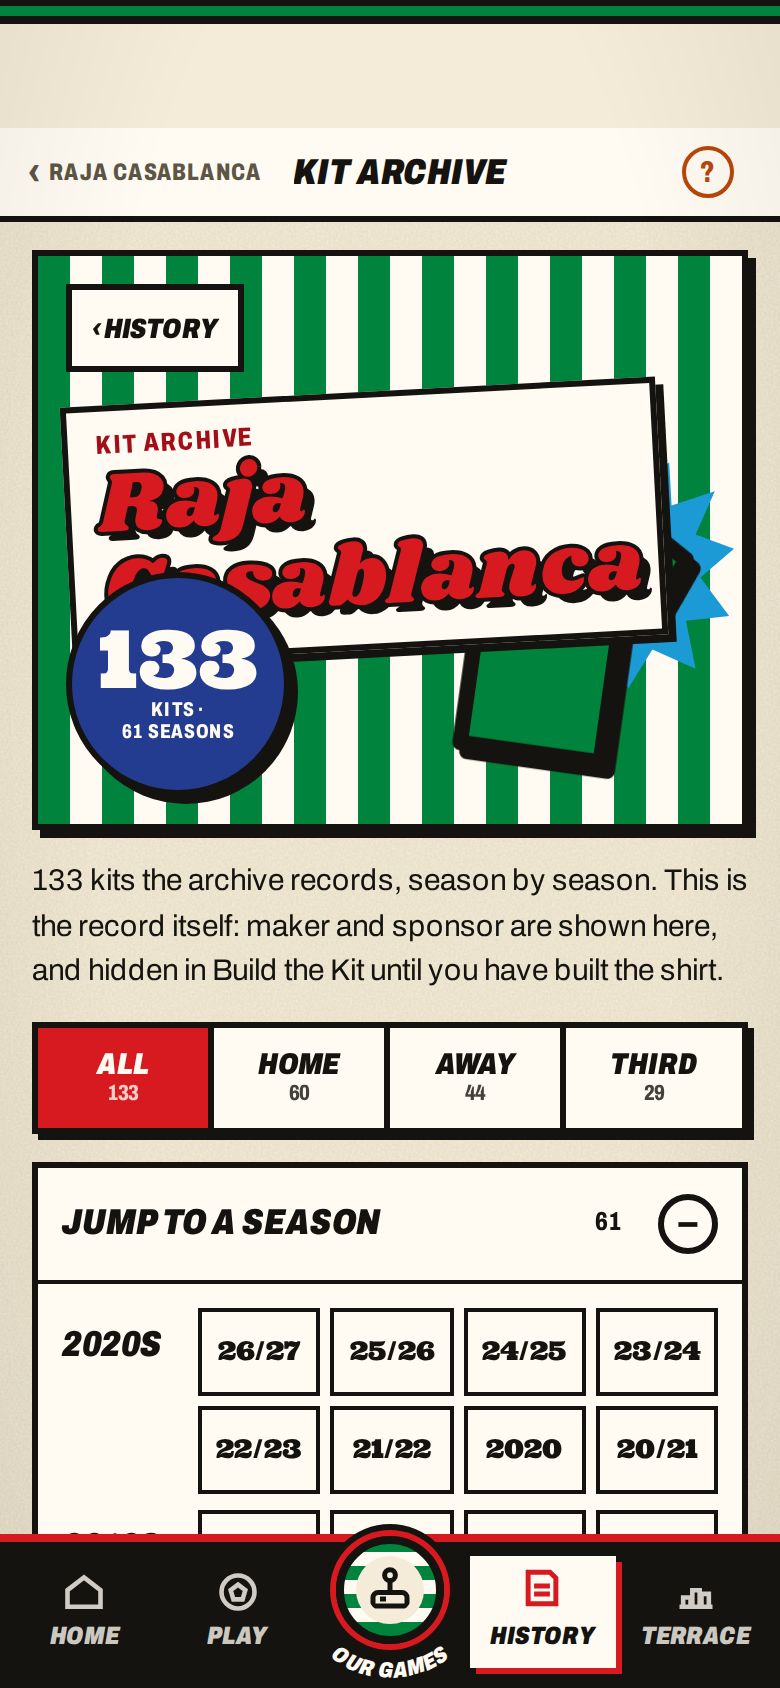 ‹ RAJA CASABLANCA KIT ARCHIVE ?
‹HISTORY
KIT ARCHIVE
Raja
Casablanca
133
KITS ·
61 SEASONS
133 kits the archive records, season by season. This is
the record itself: maker and sponsor are shown here,
and hidden in Build the Kit until you have built the shirt.
ALL HOME AWAY THIRD
133 60 44 29
JUMP TO A SEASON 61
2020S 26/27 25/26 24/25 23/24
22/23 21/22 2020 20/21
HOME PLAY OUR GAMES HISTORY TERRACE